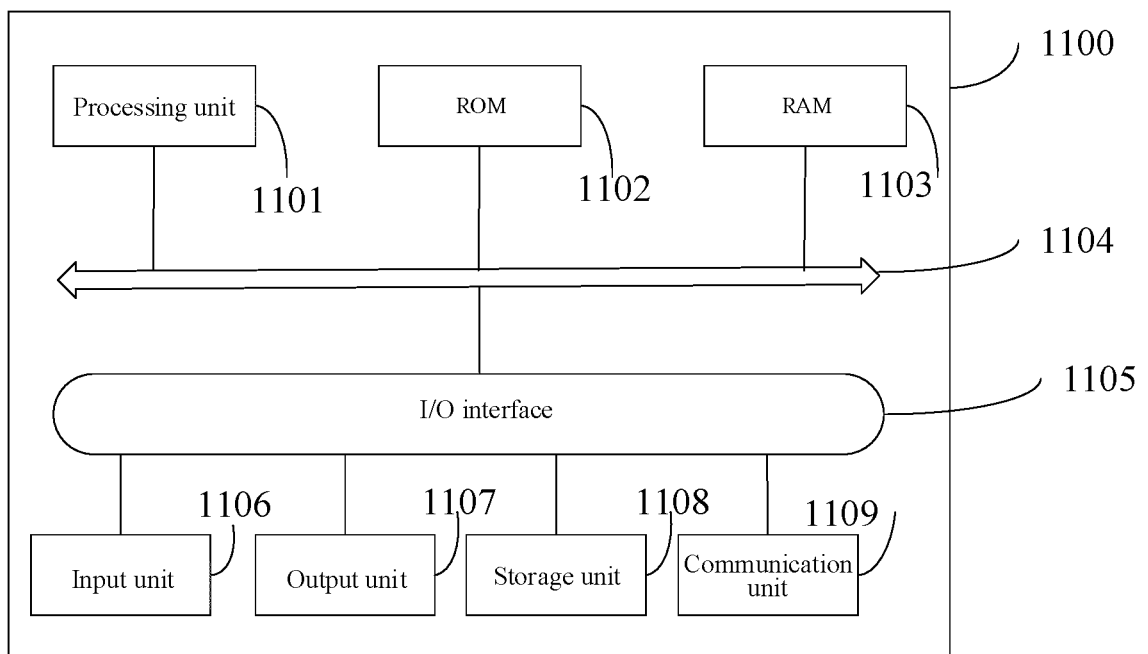 1100
Processing unit
ROM
RAM
1101
1102
1103
1104
1105
I/O interface
1106
1107
1108
1109
Input unit
Output unit
Storage unit
Communication
unit